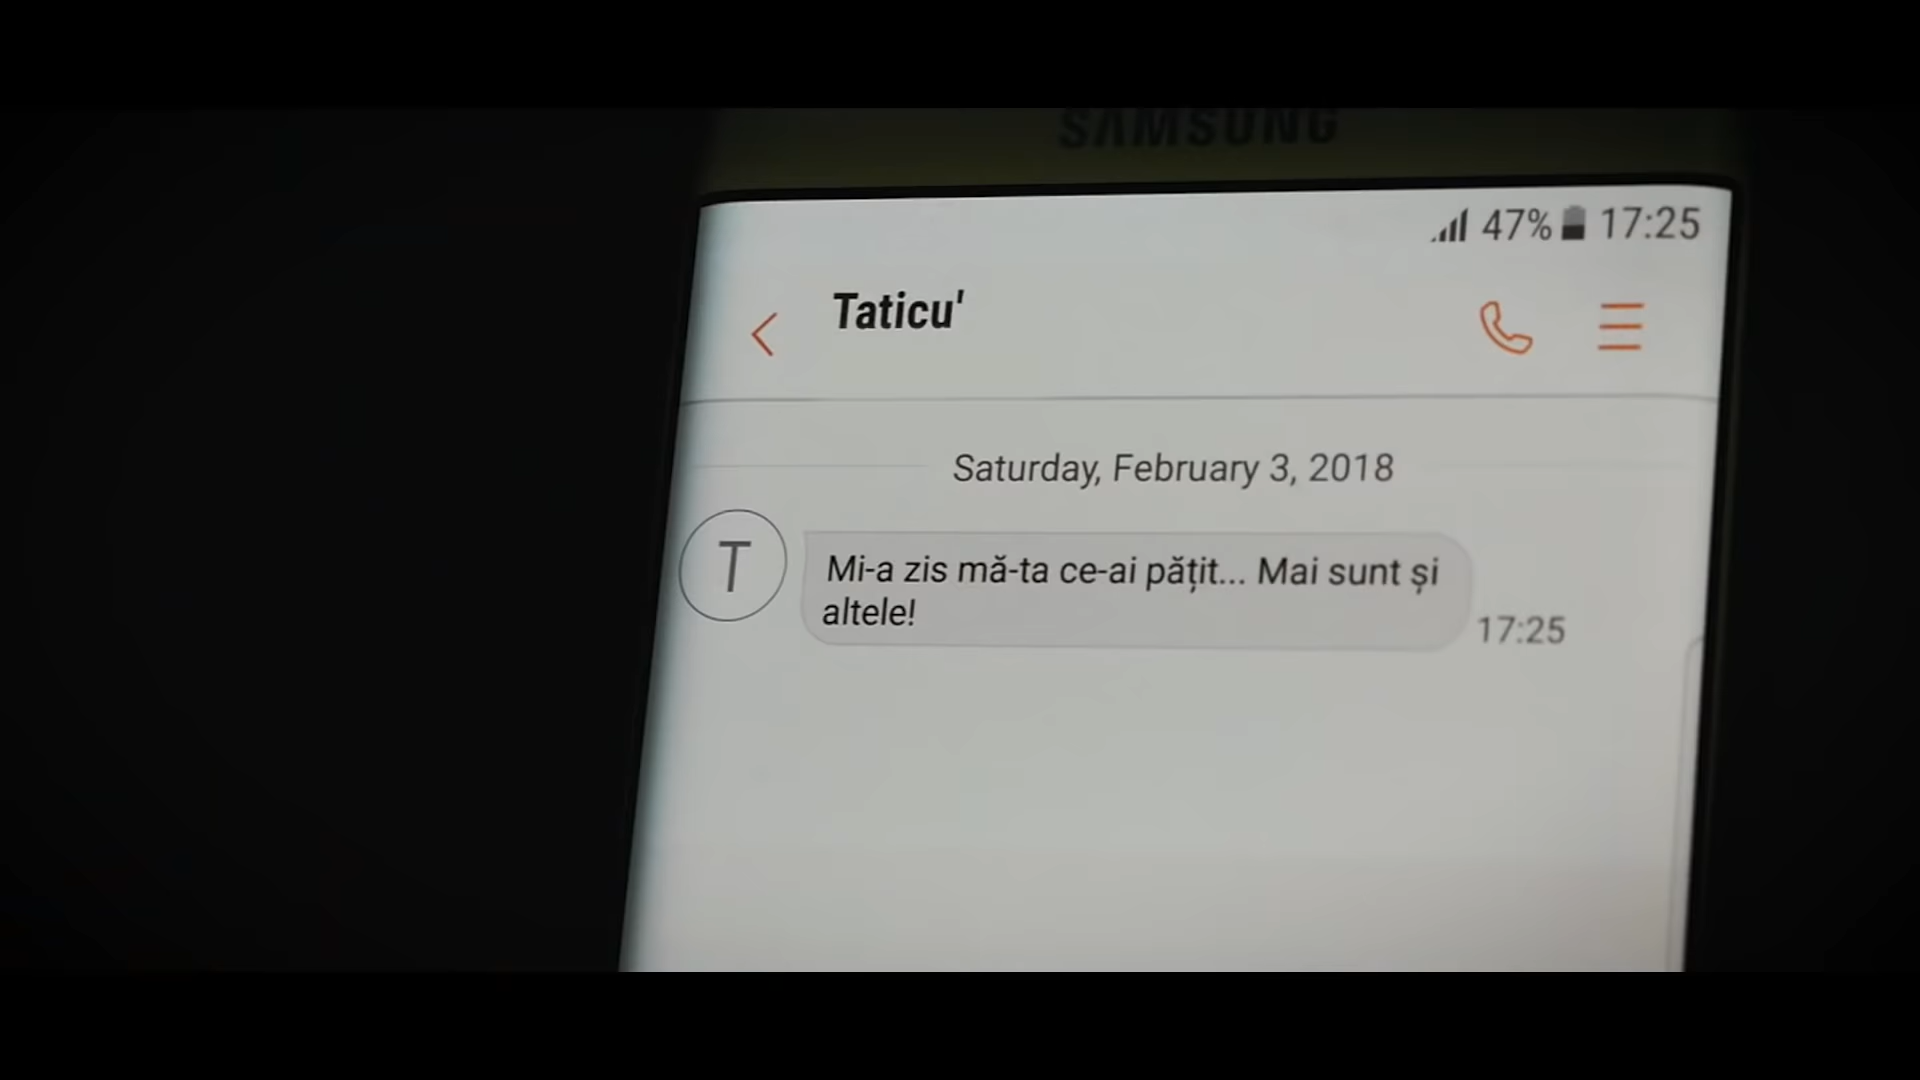 SAMSUNG
47% 17:25
Taticu'
Saturday, February 3, 2018
T
Mi-a zis mă-ta ce-ai pățit... Mai sunt și
altele!
17:25